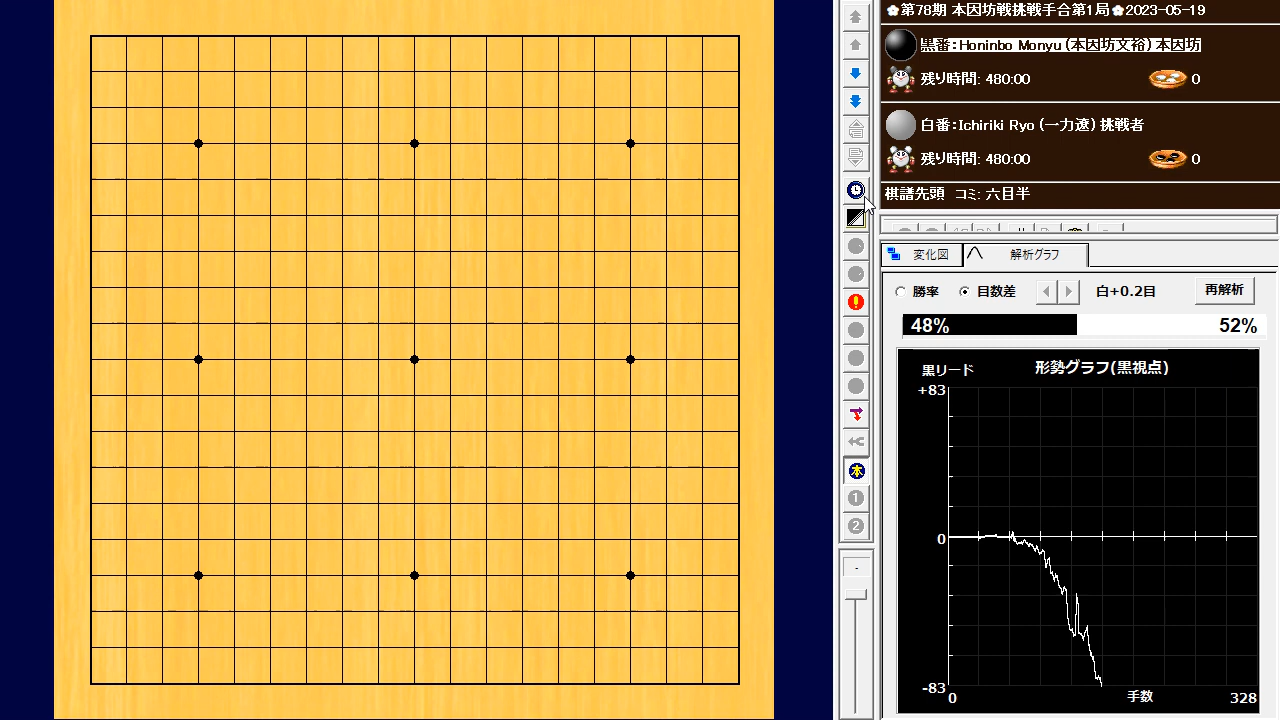 第78期 本因坊戦挑戦手合第1局 2023-05-19
黒番：Honinbo Monyu (本因坊文裕) 本因坊
残り時間: 480:00 0
白番：Ichiriki Ryo (一力遼) 挑戦者
残り時間: 480:00 0
棋譜先頭 コミ: 六目半
変化図 解析グラフ
勝率 目数差 白+0.2目 再解析
48% 52%
黒リード 形勢グラフ(黒視点)
+83
0
-83
0 手数 328
木
1
2
-